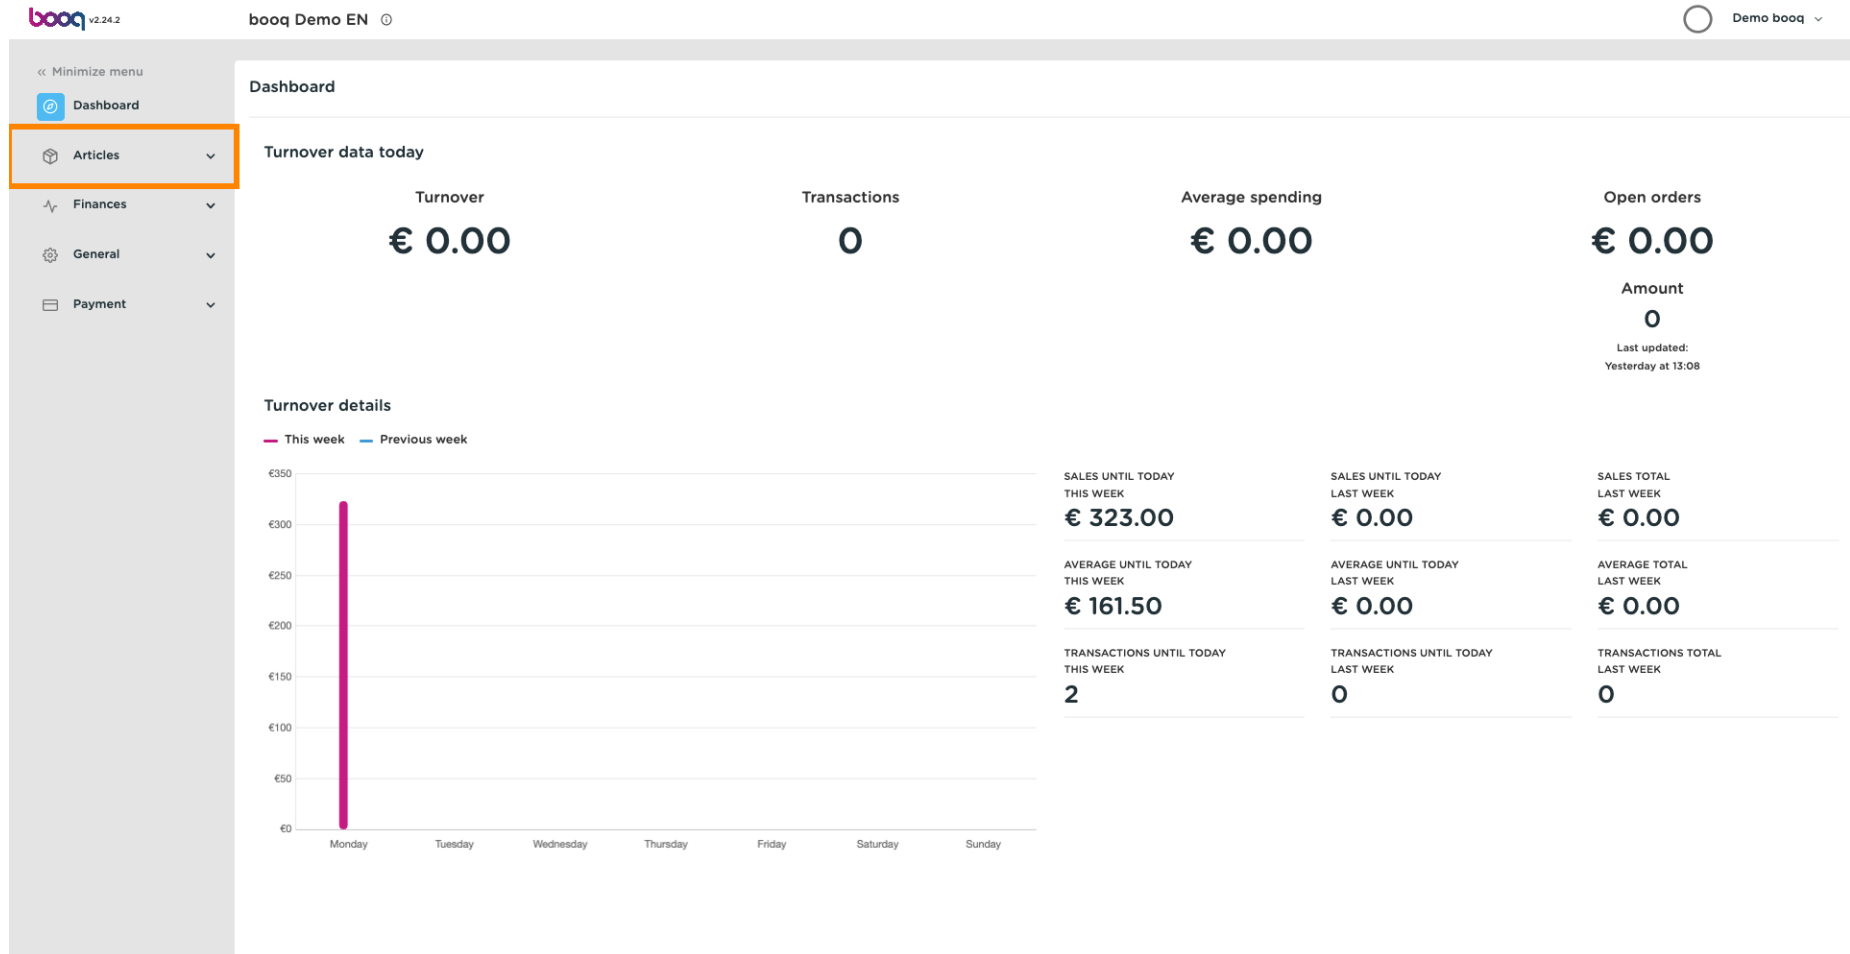 booq v2.24.2
booq Demo EN
Demo booq
« Minimize menu
Dashboard
Articles
Finances
General
Payment
Dashboard
Turnover data today
Turnover
€ 0.00
Transactions
0
Average spending
€ 0.00
Open orders
€ 0.00
Amount
0
Last updated:
Yesterday at 13:08
Turnover details
This week
Previous week
€350
€300
€250
€200
€150
€100
€50
€0
Monday
Tuesday
Wednesday
Thursday
Friday
Saturday
Sunday
SALES UNTIL TODAY
THIS WEEK
€ 323.00
SALES UNTIL TODAY
LAST WEEK
€ 0.00
SALES TOTAL
LAST WEEK
€ 0.00
AVERAGE UNTIL TODAY
THIS WEEK
€ 161.50
AVERAGE UNTIL TODAY
LAST WEEK
€ 0.00
AVERAGE TOTAL
LAST WEEK
€ 0.00
TRANSACTIONS UNTIL TODAY
THIS WEEK
2
TRANSACTIONS UNTIL TODAY
LAST WEEK
0
TRANSACTIONS TOTAL
LAST WEEK
0